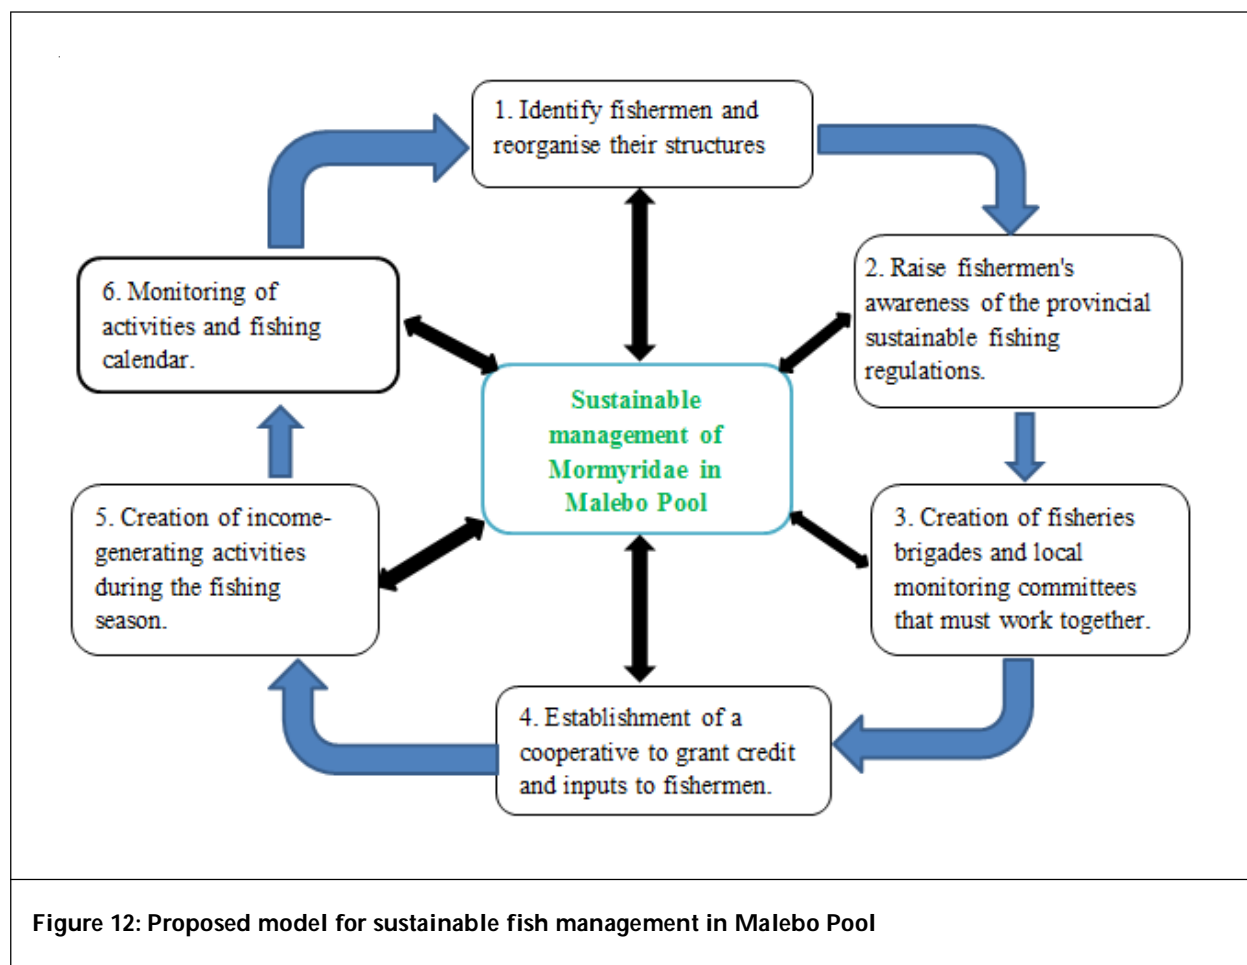 1. Identify fishermen and
reorganise their structures
2. Raise fishermen's
awareness of the provincial
sustainable fishing
regulations.
3. Creation of fisheries
brigades and local
monitoring committees
that must work together.
4. Establishment of a
cooperative to grant credit
and inputs to fishermen.
5. Creation of income-
generating activities
during the fishing
season.
6. Monitoring of
activities and fishing
calendar.
Sustainable
management of
Mormyridae in
Malebo Pool
Figure 12: Proposed model for sustainable fish management in Malebo Pool